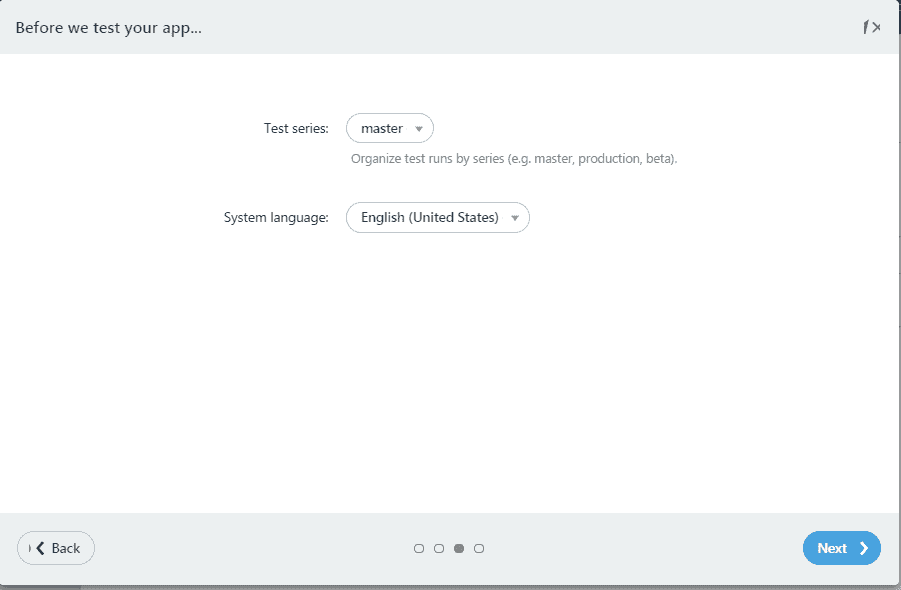 Before we test your app...
Test series: master
Organize test runs by series (e.g. master, production, beta).
System language: English (United States)
Back
Next